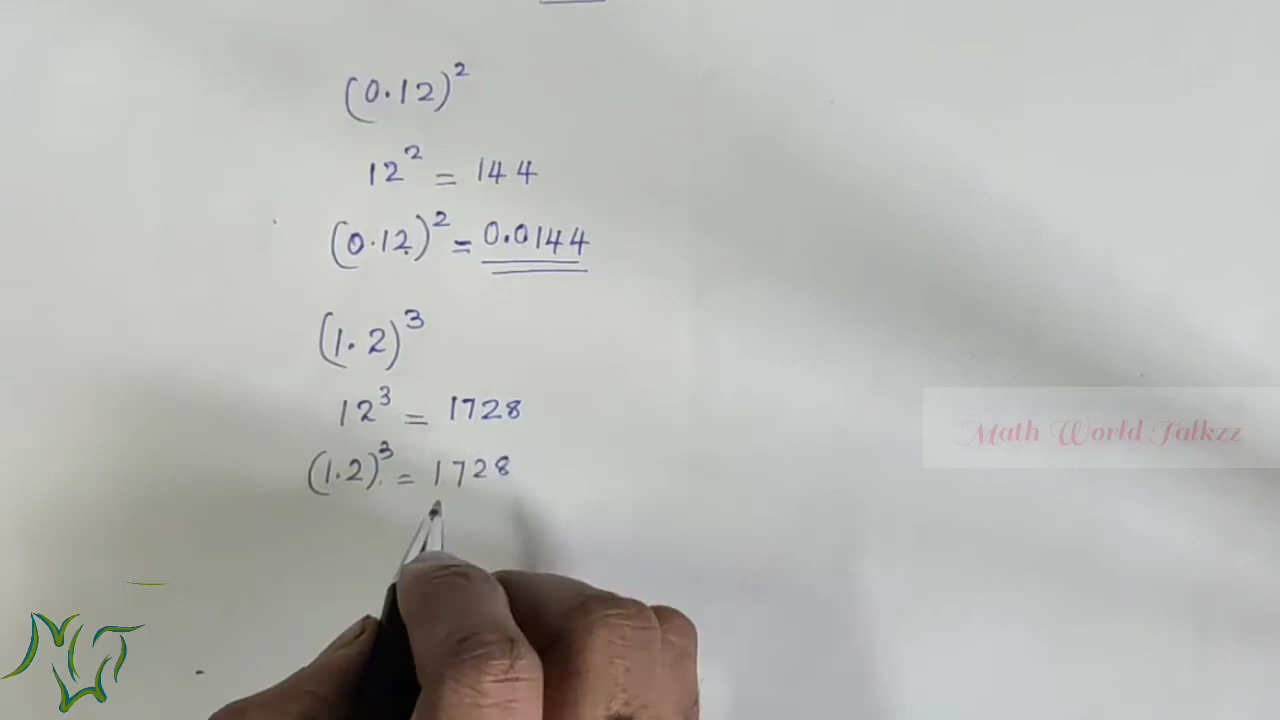 (0.12)²
12² = 144
(0.12)² = 0.0144
(1.2)³
12³ = 1728
Math World Talkzz
(1.2)³ = 1728
MT